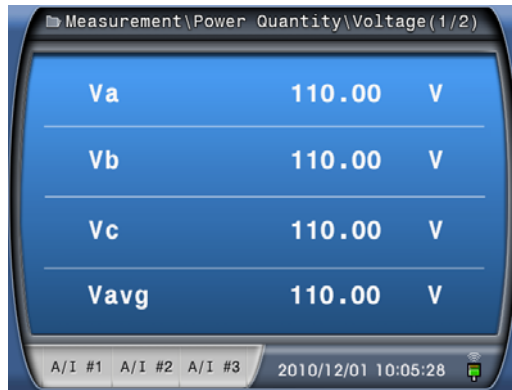 Measurement\Power Quantity\Voltage(1/2)
Va 110.00 V
Vb 110.00 V
Vc 110.00 V
Vavg 110.00 V
A/I #1 A/I #2 A/I #3 2010/12/01 10:05:28